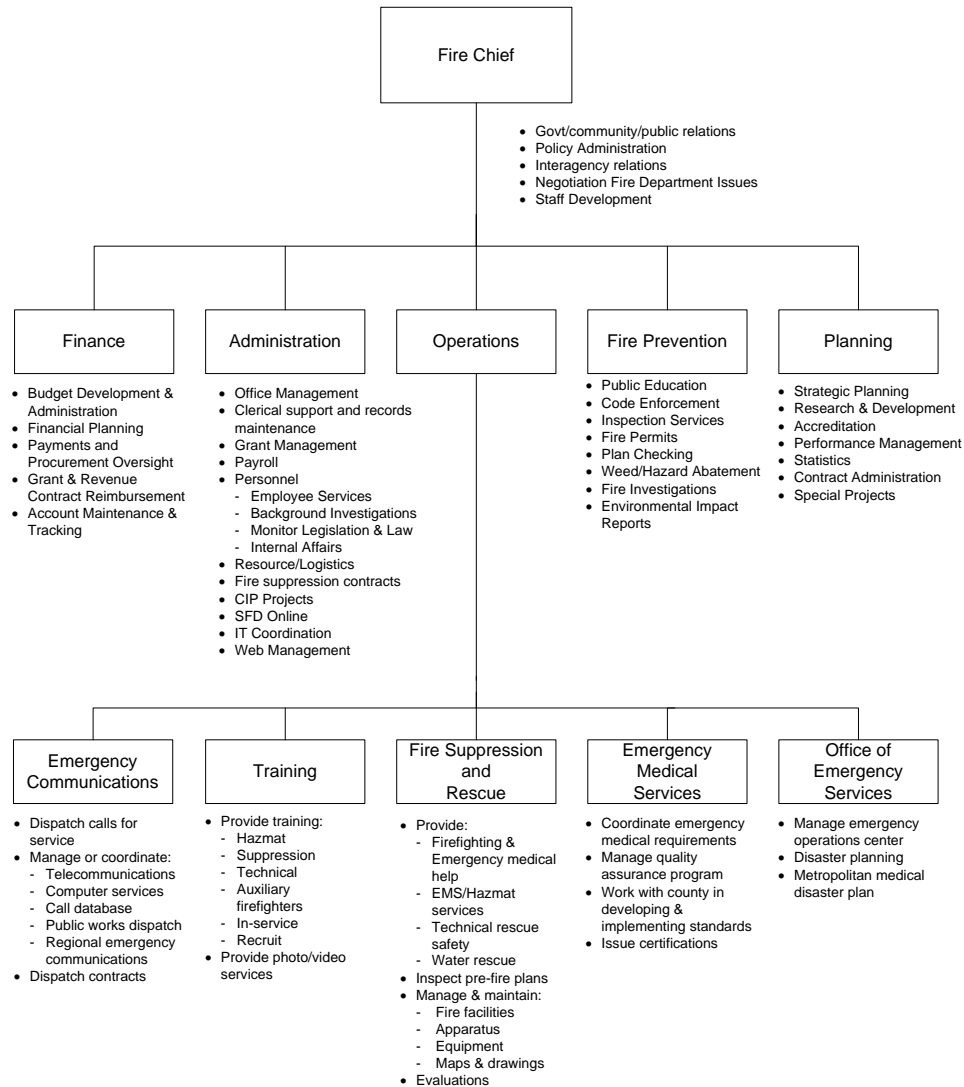 Fire Chief
• Govt/community/public relations
• Policy Administration
• Interagency relations
• Negotiation Fire Department Issues
• Staff Development
Finance
• Budget Development &
Administration
• Financial Planning
• Payments and
Procurement Oversight
• Grant & Revenue
Contract Reimbursement
• Account Maintenance &
Tracking
Administration
• Office Management
• Clerical support and records
maintenance
• Grant Management
• Payroll
• Personnel
- Employee Services
- Background Investigations
- Monitor Legislation & Law
- Internal Affairs
• Resource/Logistics
• Fire suppression contracts
• CIP Projects
• SFD Online
• IT Coordination
• Web Management
Operations
Fire Prevention
• Public Education
• Code Enforcement
• Inspection Services
• Fire Permits
• Plan Checking
• Weed/Hazard Abatement
• Fire Investigations
• Environmental Impact
Reports
Planning
• Strategic Planning
• Research & Development
• Accreditation
• Performance Management
• Statistics
• Contract Administration
• Special Projects
Emergency
Communications
• Dispatch calls for
service
• Manage or coordinate:
- Telecommunications
- Computer services
- Call database
- Public works dispatch
- Regional emergency
communications
• Dispatch contracts
Training
• Provide training:
- Hazmat
- Suppression
- Technical
- Auxiliary
firefighters
- In-service
- Recruit
• Provide photo/video
services
Fire Suppression
and
Rescue
• Provide:
- Firefighting &
Emergency medical
help
- EMS/Hazmat
services
- Technical rescue
safety
- Water rescue
• Inspect pre-fire plans
• Manage & maintain:
- Fire facilities
- Apparatus
- Equipment
- Maps & drawings
• Evaluations
Emergency
Medical
Services
• Coordinate emergency
medical requirements
• Manage quality
assurance program
• Work with county in
developing &
implementing standards
• Issue certifications
Office of
Emergency
Services
• Manage emergency
operations center
• Disaster planning
• Metropolitan medical
disaster plan